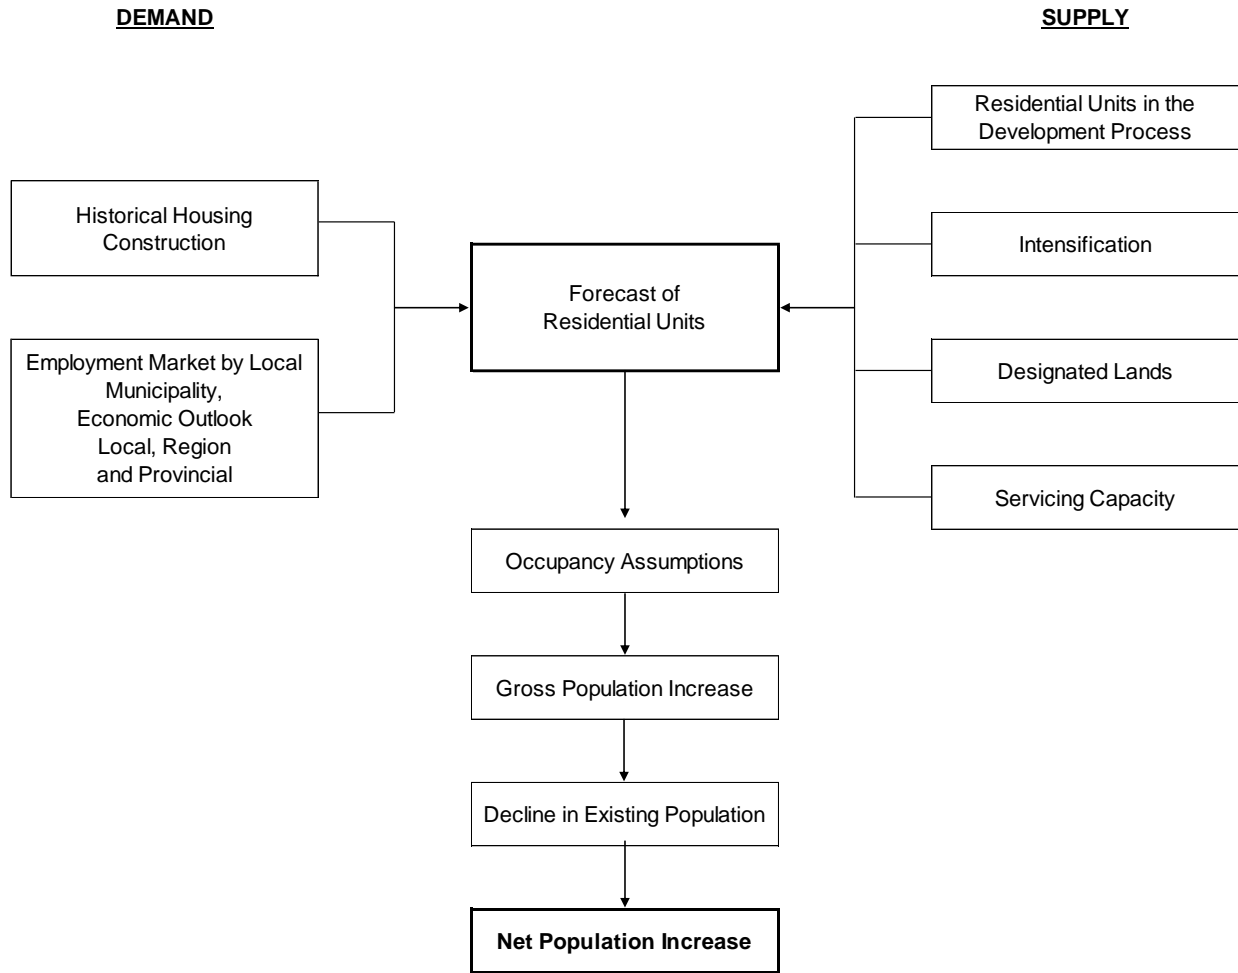 DEMAND
SUPPLY
Residential Units in the
Development Process
Historical Housing
Construction
Intensification
Forecast of
Residential Units
Employment Market by Local
Municipality,
Economic Outlook
Local, Region
and Provincial
Designated Lands
Servicing Capacity
Occupancy Assumptions
Gross Population Increase
Decline in Existing Population
Net Population Increase